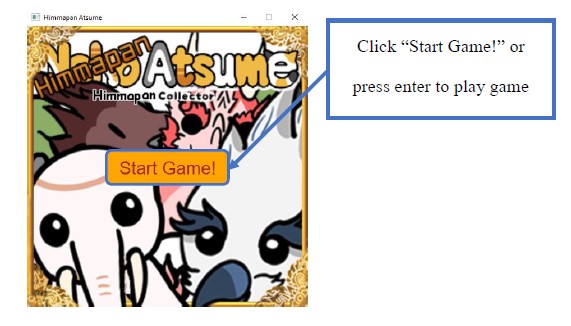 Himmapan Atsume
Neko Atsume
Himmapan
Himmapan Collector
Start Game!
Click “Start Game!” or
press enter to play game